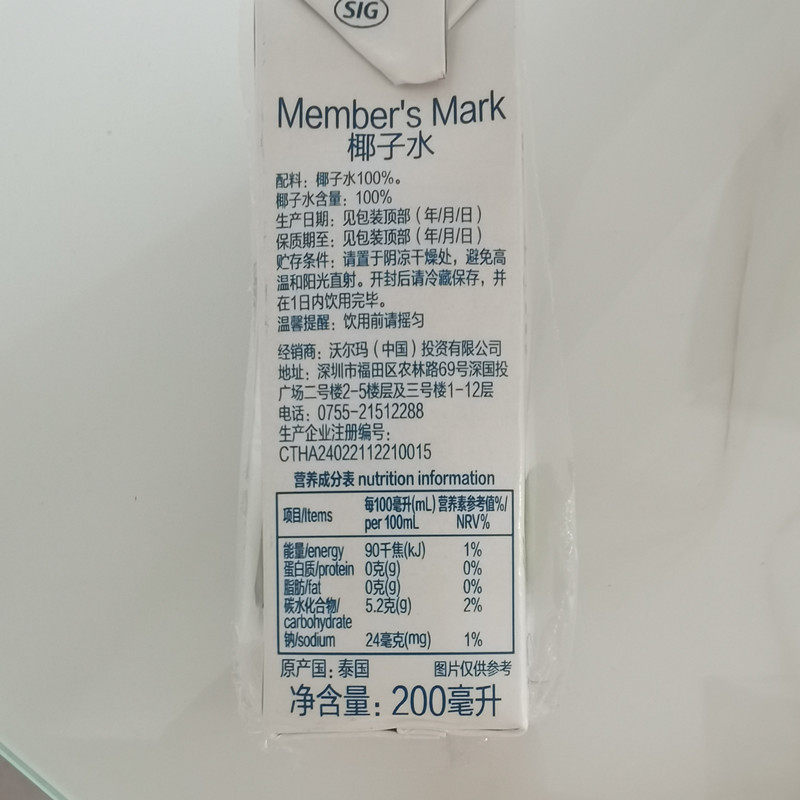 SIG
Member's Mark
椰子水
配料：椰子水100%。
椰子水含量：100%
生产日期：见包装顶部（年/月/日）
保质期至：见包装顶部（年/月/日）
贮存条件：请置于阴凉干燥处，避免高
温和阳光直射。开封后请冷藏保存，并
在1日内饮用完毕。
温馨提醒：饮用前请摇匀
经销商：沃尔玛（中国）投资有限公司
地址：深圳市福田区农林路69号深国投
广场二号楼2-5楼层及三号楼1-12层
电话：0755-21512288
生产企业注册编号：
CTHA24022112210015
营养成分表 nutrition information
项目/Items 每100毫升(mL)/per 100mL 营养素参考值%/NRV%
能量/energy 90千焦(kJ) 1%
蛋白质/protein 0克(g) 0%
脂肪/fat 0克(g) 0%
碳水化合物/ 5.2克(g) 2%
carbohydrate
钠/sodium 24毫克(mg) 1%
原产国：泰国 图片仅供参考
净含量：200毫升